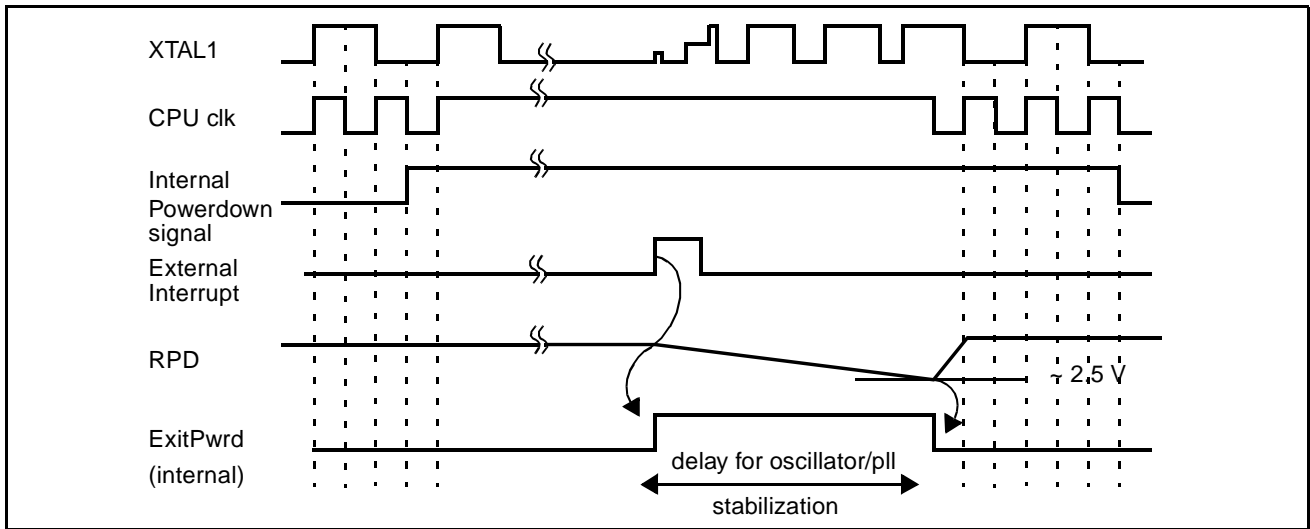 XTAL1
CPU clk
Internal
Powerdown
signal
External
Interrupt
RPD
~ 2.5 V
ExitPwrd
(internal)
delay for oscillator/pll
stabilization